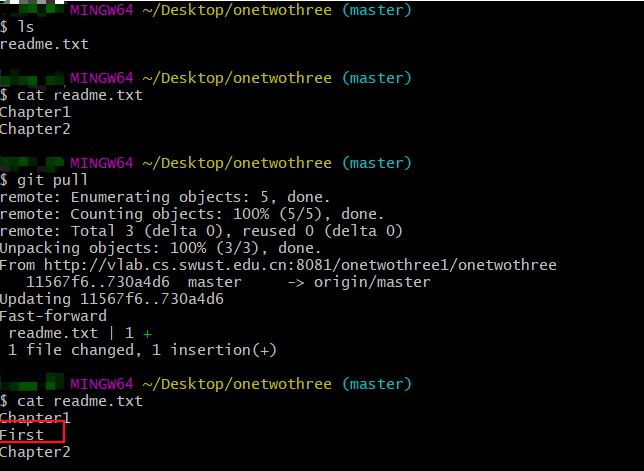 MINGW64 ~/Desktop/onetwothree (master)
$ ls
readme.txt
MINGW64 ~/Desktop/onetwothree (master)
$ cat readme.txt
Chapter1
Chapter2
MINGW64 ~/Desktop/onetwothree (master)
$ git pull
remote: Enumerating objects: 5, done.
remote: Counting objects: 100% (5/5), done.
remote: Total 3 (delta 0), reused 0 (delta 0)
Unpacking objects: 100% (3/3), done.
From http://vlab.cs.swust.edu.cn:8081/onetwothree1/onetwothree
11567f6..730a4d6  master     -> origin/master
Updating 11567f6..730a4d6
Fast-forward
readme.txt | 1 +
1 file changed, 1 insertion(+)
MINGW64 ~/Desktop/onetwothree (master)
$ cat readme.txt
Chapter1
First
Chapter2